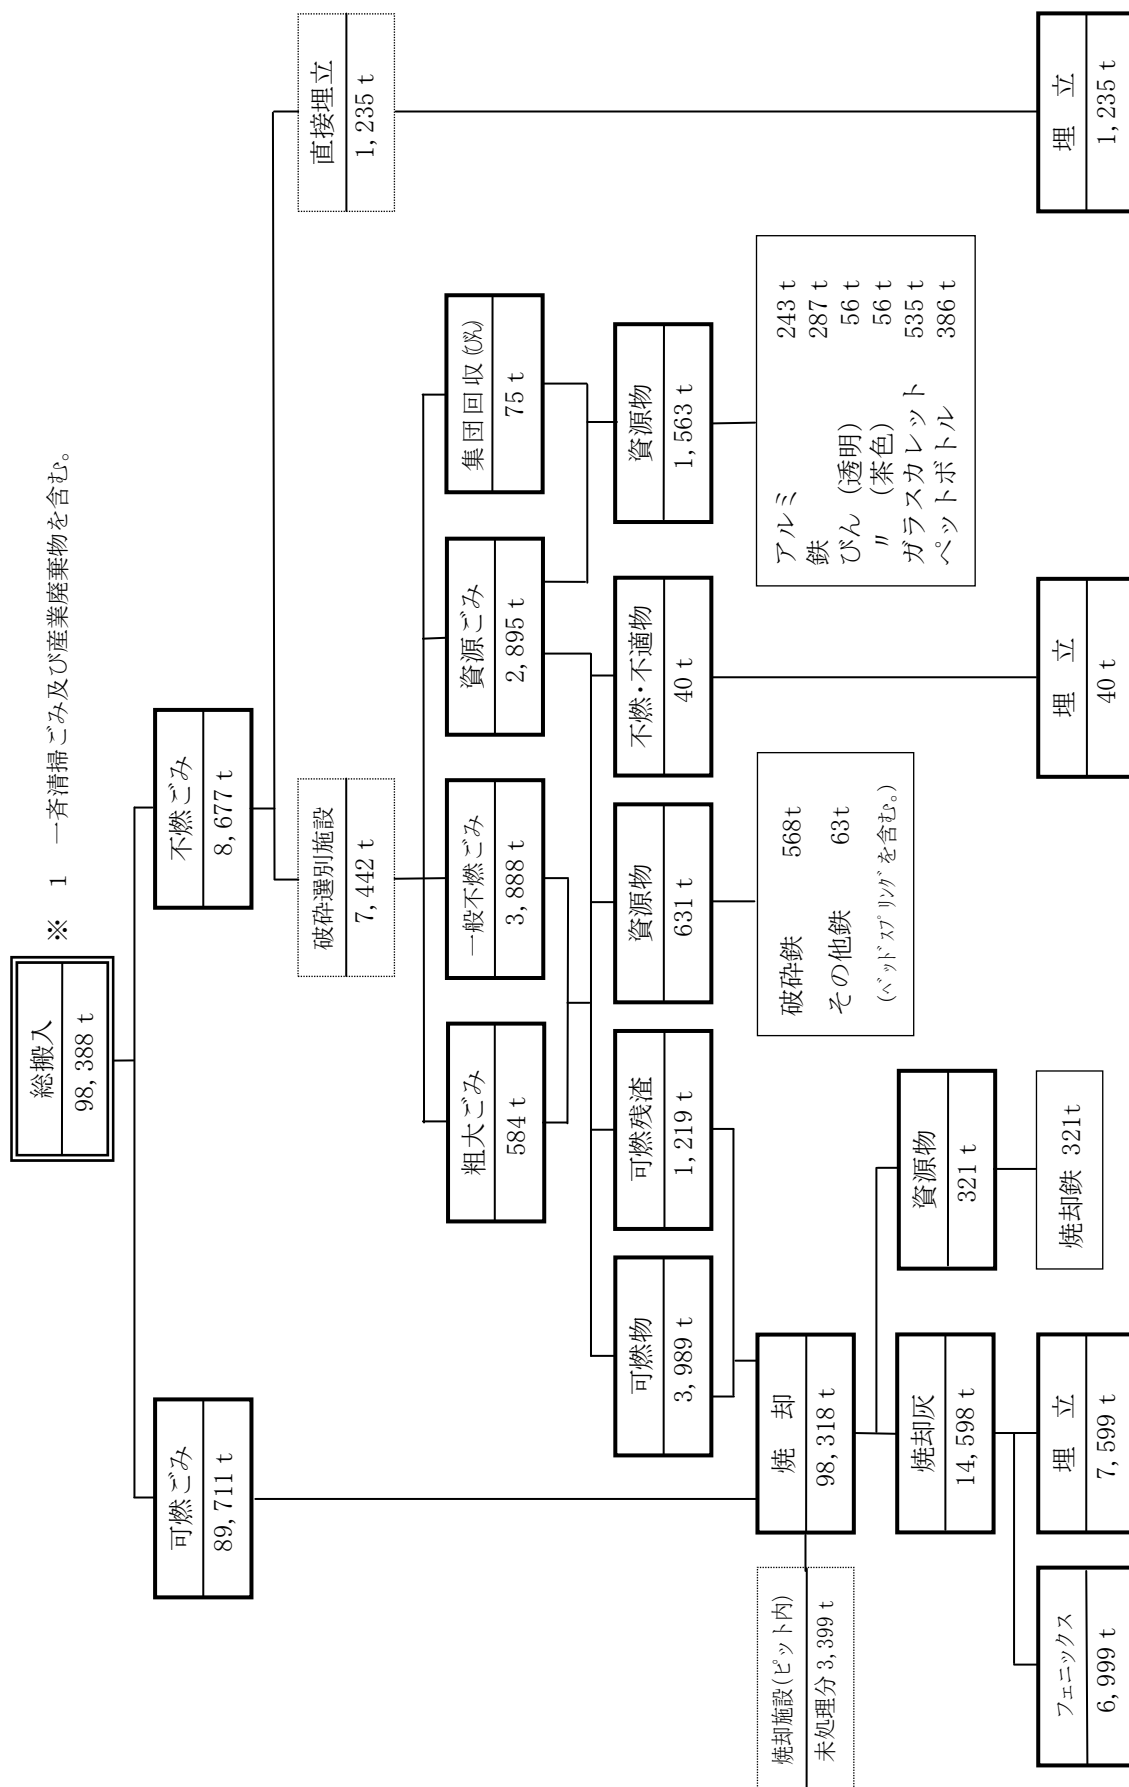 ※ 1 一斉清掃ごみ及び産業廃棄物を含む。
総搬入
98,388 t
可燃ごみ
89,711 t
不燃ごみ
8,677 t
破砕選別施設
7,442 t
直接埋立
1,235 t
粗大ごみ
584 t
一般不燃ごみ
3,888 t
資源ごみ
2,895 t
集団回収(びん)
75 t
可燃物
3,989 t
可燃残渣
1,219 t
資源物
631 t
不燃・不適物
40 t
資源物
1,563 t
焼却施設(ピット内)
未処理分 3,399 t
焼 却
98,318 t
破砕鉄 568t
その他鉄 63t
(ベッドスプリングを含む。)
アルミ 243 t
鉄 287 t
びん (透明) 56 t
〃 (茶色) 56 t
ガラスカレット 535 t
ペットボトル 386 t
焼却灰
14,598 t
資源物
321 t
フェニックス
6,999 t
埋 立
7,599 t
焼却鉄 321t
埋 立
40 t
埋 立
1,235 t